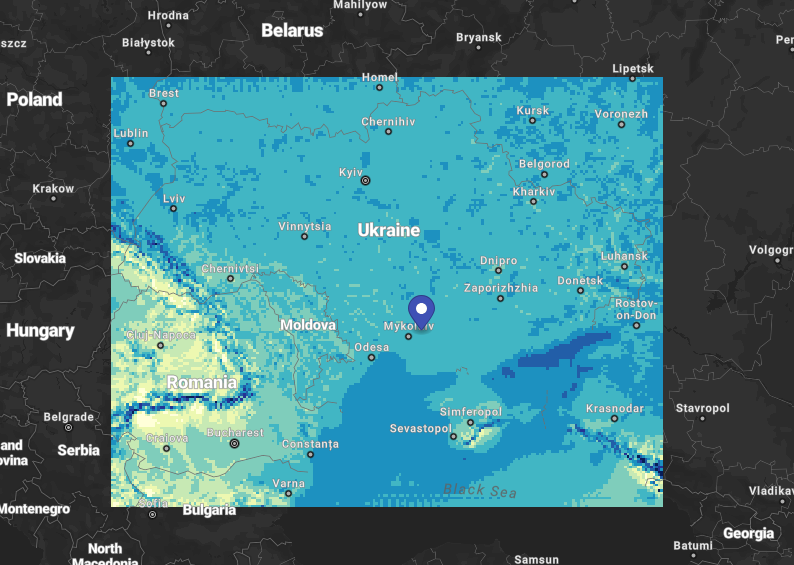 Mahilyow
Hrodna
Belarus
szcz
Białystok
Bryansk
Per
Lipetsk
Homel
Poland
Brest
Kursk
Voronezh
Chernihiv
Lublin
Belgorod
Kyiv
Krakow
Kharkiv
Lviv
Vinnytsia
Ukraine
Volgogr
Slovakia
Chernivtsi
Dnipro
Luhansk
Donetsk
Zaporizhzhia
Rostov-
on-Don
Hungary
Moldova
Mykolaiv
Cluj-Napoca
Odesa
Romania
Belgrade
Simferopol
Krasnodar
Stavropol
Sevastopol
Craiova
Bucharest
and
ovina
Serbia
Constanța
Varna
Black Sea
Vladikav
Montenegro
Sofia
Bulgaria
Georgia
North
Macedonia
Batumi
Samsun